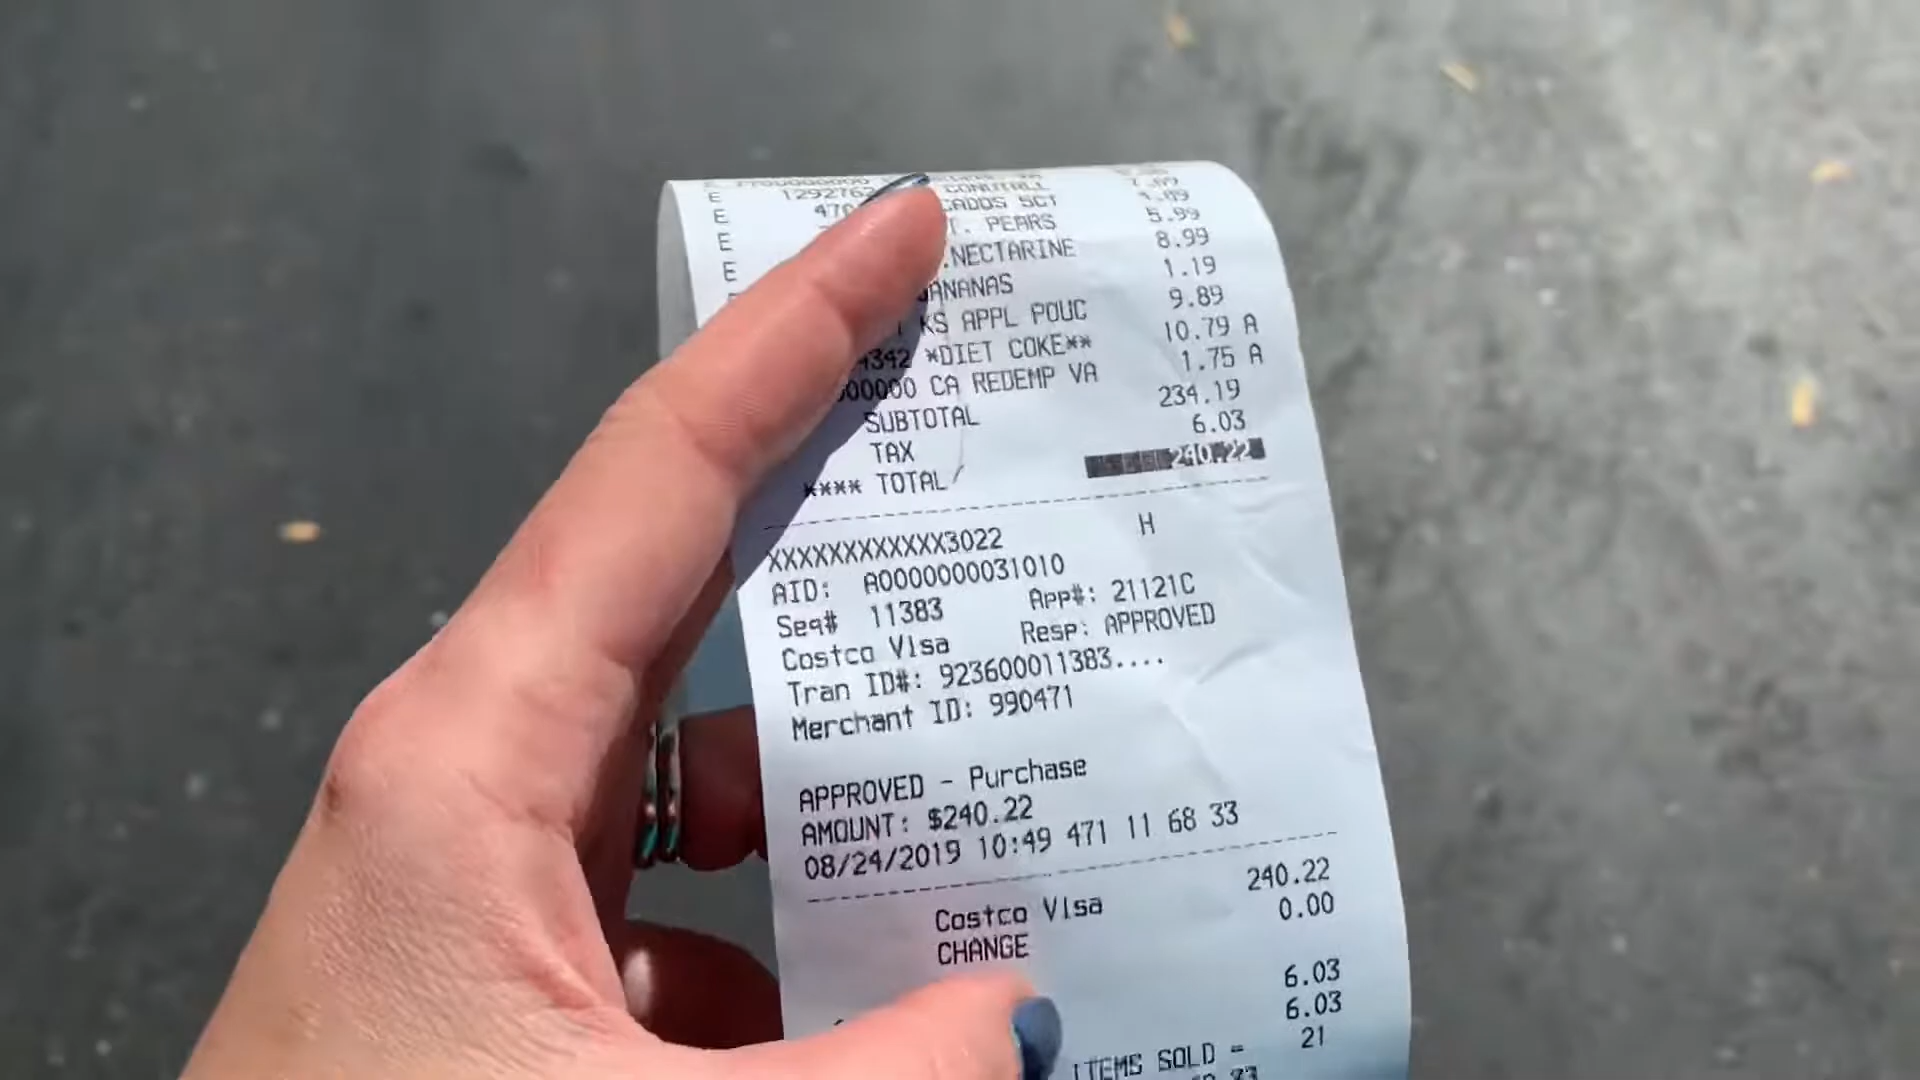 E 1292762
E 470 CADOS 5CT
E . PEARS 5.99
E .NECTARINE 8.99
ANANAS 1.19
KS APPL POUC 9.89
4342 *DIET COKE** 10.79 A
00000 CA REDEMP VA 1.75 A
SUBTOTAL 234.19
TAX 6.03
**** TOTAL 240.22
XXXXXXXXXXXX3022 H
AID: A0000000031010
Seq# 11383 App#: 21121C
Costco Visa Resp: APPROVED
Tran ID#: 923600011383....
Merchant ID: 990471
APPROVED - Purchase
AMOUNT: $240.22
08/24/2019 10:49 471 11 68 33
Costco Visa 240.22
CHANGE 0.00
6.03
6.03
ITEMS SOLD = 21